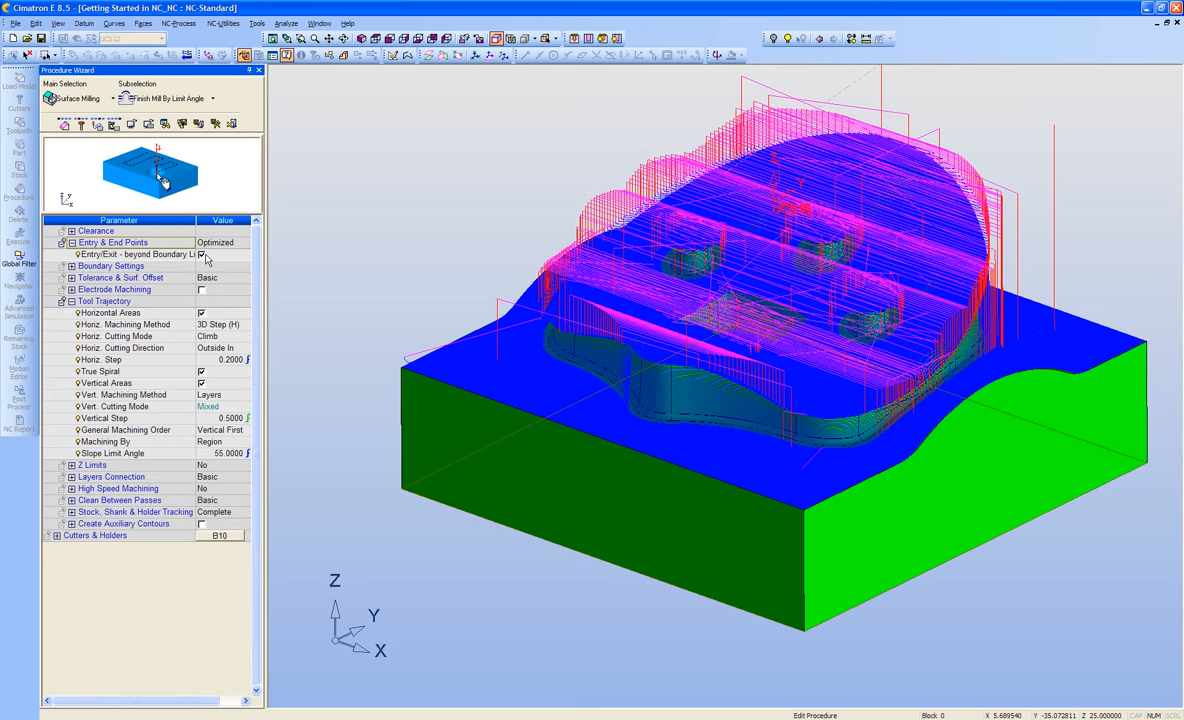 Cimatron E 8.5 - [Getting Started in NC_NC : NC-Standard]
File Edit View Datum Curves Faces NC-Process NC-Utilities Tools Analyze Window Help
UCS12
Procedure Wizard
Main Selection Subselection
Surface Milling Finish Mill By Limit Angle
Parameter Value
Clearance
Entry & End Points Optimized
Entry/Exit - beyond Boundary Li
Boundary Settings
Tolerance & Surf. Offset Basic
Electrode Machining
Tool Trajectory
Horizontal Areas
Horiz. Machining Method 3D Step (H)
Horiz. Cutting Mode Climb
Horiz. Cutting Direction Outside In
Horiz. Step 0.2000
True Spiral
Vertical Areas
Vert. Machining Method Layers
Vert. Cutting Mode Mixed
Vertical Step 0.5000
General Machining Order Vertical First
Machining By Region
Slope Limit Angle 55.0000
Z Limits No
Layers Connection Basic
High Speed Machining No
Clean Between Passes Basic
Stock, Shank & Holder Tracking Complete
Create Auxiliary Contours
Cutters & Holders B10
Load Model
Cutters
Toolpath
Part
Stock
Procedure
Delete
Execute
Global Filter
Navigator
Advanced
Simulation
Remaining
Stock
Motion
Editor
Post
Process
NC Report
Z
Y
X
Edit Procedure Block 0 X 5.689540 Y -35.072811 Z 25.000000 CAP NUM SCRL